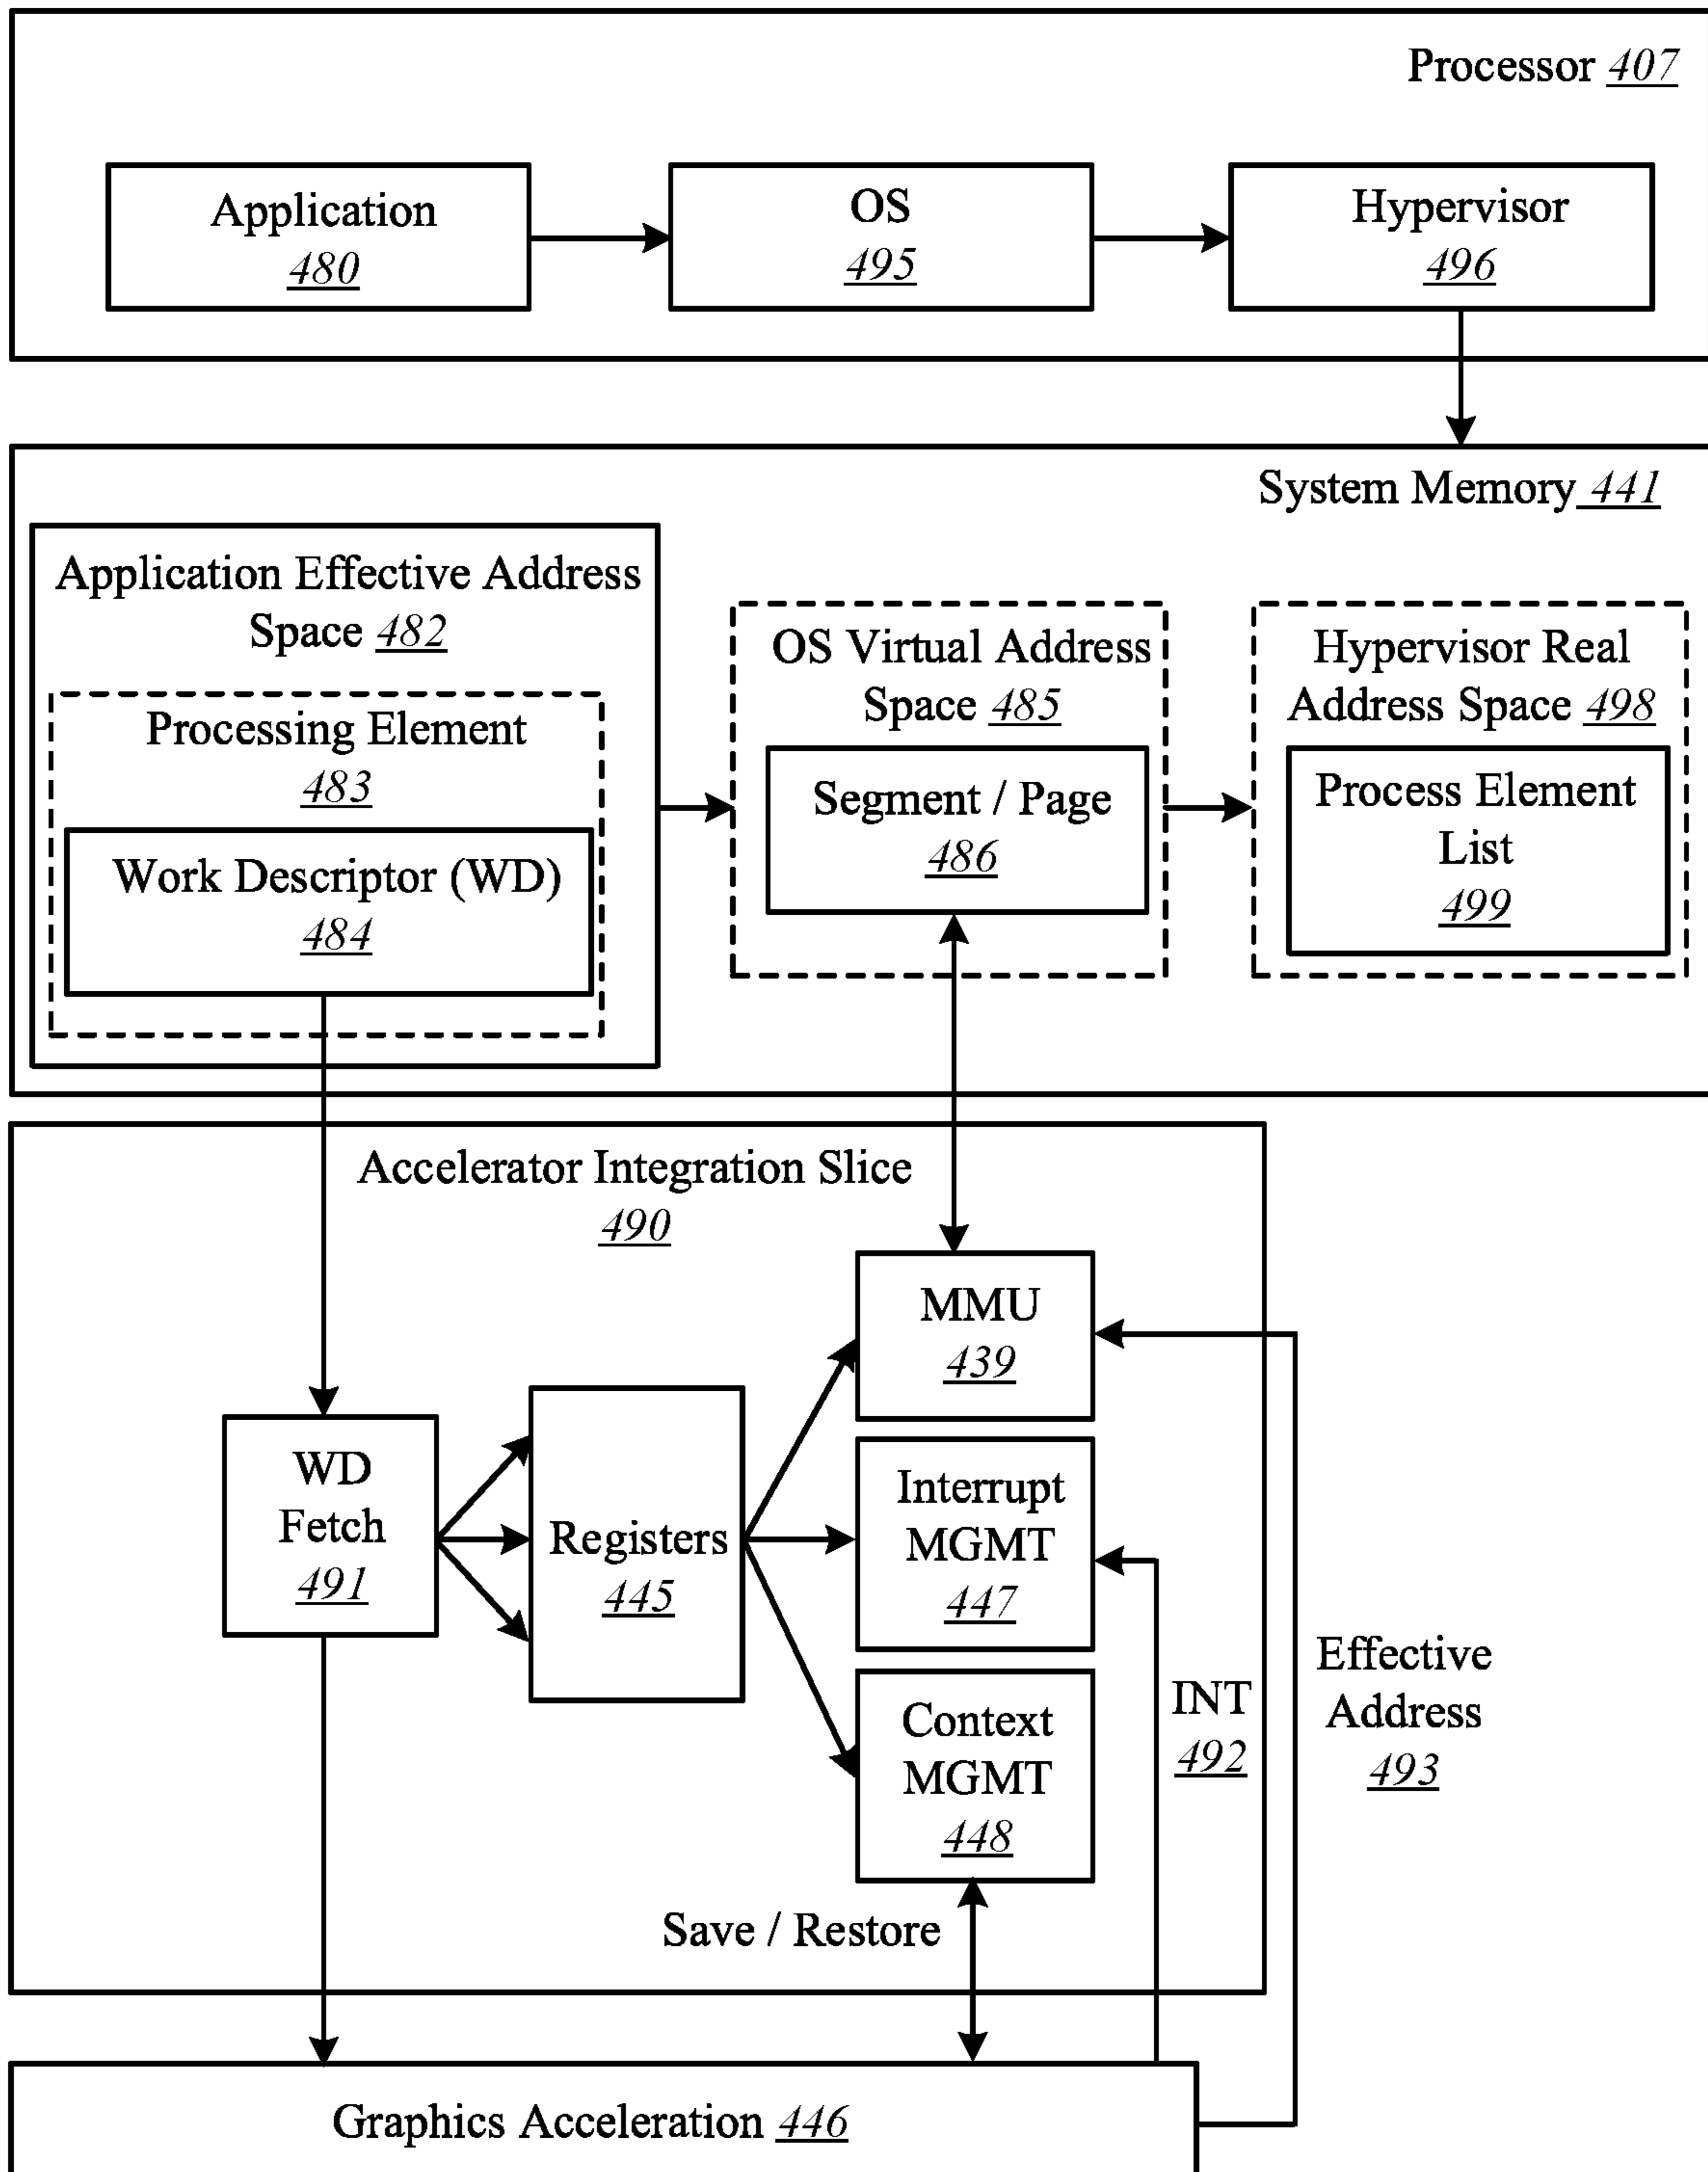 Processor 407
Application
480
OS
495
Hypervisor
496
System Memory 441
Application Effective Address
Space 482
Processing Element
483
Work Descriptor (WD)
484
OS Virtual Address
Space 485
Segment / Page
486
Hypervisor Real
Address Space 498
Process Element
List
499
Accelerator Integration Slice
490
MMU
439
WD
Fetch
491
Registers
445
Interrupt
MGMT
447
Context
MGMT
448
INT
492
Effective
Address
493
Save / Restore
Graphics Acceleration 446